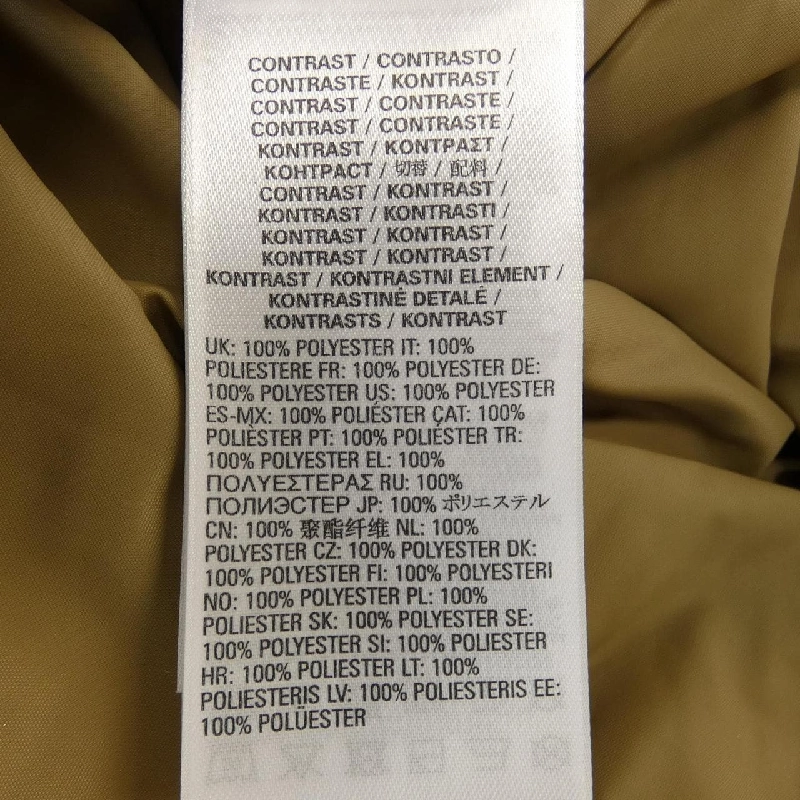 CONTRAST / CONTRASTO /
CONTRASTE / KONTRAST /
CONTRAST / CONTRASTE /
CONTRAST / CONTRASTE /
KONTRAST / ΚΟΝΤΡΑΣΤ /
КОНТРАСТ / 切替 / 配料 /
CONTRAST / KONTRAST /
KONTRAST / KONTRASTI /
KONTRAST / KONTRAST /
KONTRAST / KONTRAST /
KONTRAST / KONTRASTNI ELEMENT /
KONTRASTINĖ DETALĖ /
KONTRASTS / KONTRAST
UK: 100% POLYESTER IT: 100%
POLIESTERE FR: 100% POLYESTER DE:
100% POLYESTER US: 100% POLYESTER
ES-MX: 100% POLIÉSTER CAT: 100%
POLIÈSTER PT: 100% POLIÉSTER TR:
100% POLYESTER EL: 100%
ΠΟΛΥΕΣΤΕΡΑΣ RU: 100%
ПОЛИЭСТЕР JP: 100% ポリエステル
CN: 100% 聚酯纤维 NL: 100%
POLYESTER CZ: 100% POLYESTER DK:
100% POLYESTER FI: 100% POLYESTERI
NO: 100% POLYESTER PL: 100%
POLIESTER SK: 100% POLYESTER SE:
100% POLYESTER SI: 100% POLIESTER
HR: 100% POLIESTER LT: 100%
POLIESTERIS LV: 100% POLIESTERIS EE:
100% POLÜESTER